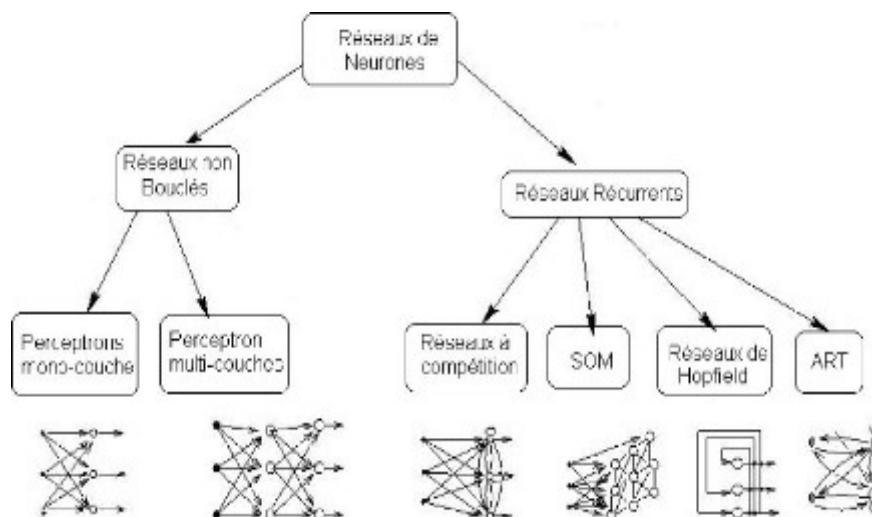 Réseaux de
Neurones
Réseaux non
Bouclés
Réseaux Récurrents
Perceptrons
mono-couche
Perceptron
multi-couches
Réseaux à
compétition
SOM
Réseaux de
Hopfield
ART